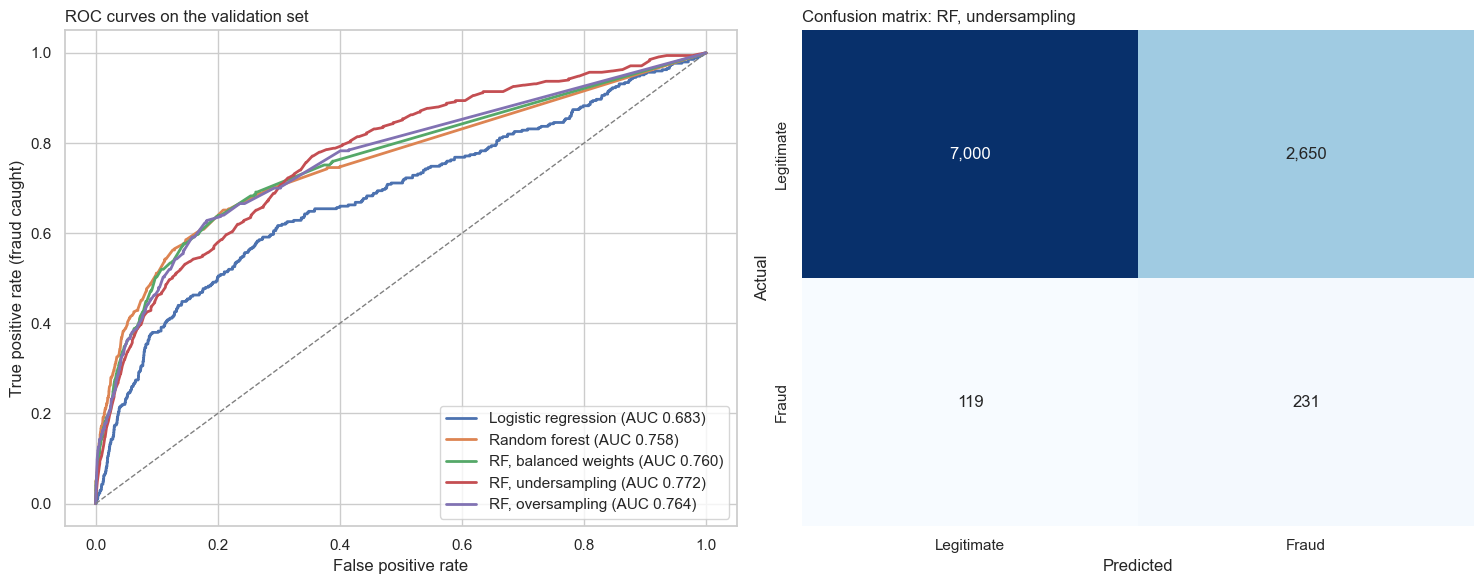 ROC curves on the validation set
1.0
0.8
0.6
0.4
0.2
0.0
True positive rate (fraud caught)
0.0 0.2 0.4 0.6 0.8 1.0
False positive rate
Logistic regression (AUC 0.683)
Random forest (AUC 0.758)
RF, balanced weights (AUC 0.760)
RF, undersampling (AUC 0.772)
RF, oversampling (AUC 0.764)
Confusion matrix: RF, undersampling
Actual
Legitimate
7,000 2,650
Fraud
119 231
Legitimate Fraud
Predicted